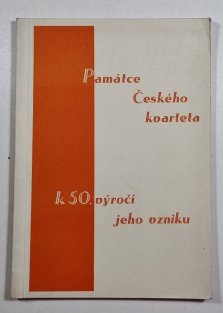 Památce
Českého
kvarteta
k 50. výročí
jeho vzniku